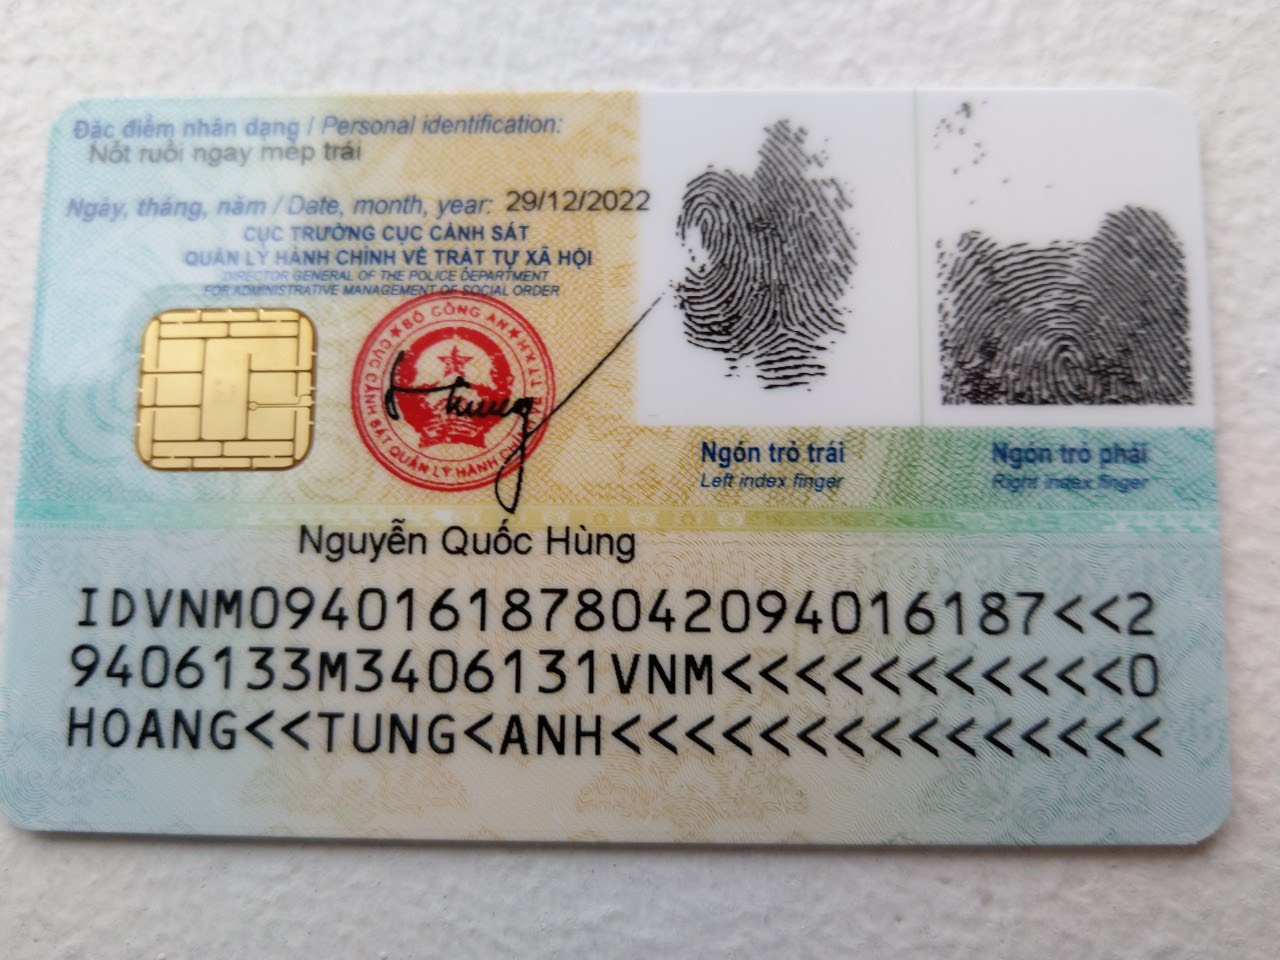 Đặc điểm nhân dạng / Personal identification:
Nốt ruồi ngay mép trái
Ngày, tháng, năm / Date, month, year: 29/12/2022
CỤC TRƯỞNG CỤC CẢNH SÁT
QUẢN LÝ HÀNH CHÍNH VỀ TRẬT TỰ XÃ HỘI
DIRECTOR GENERAL OF THE POLICE DEPARTMENT
FOR ADMINISTRATIVE MANAGEMENT OF SOCIAL ORDER
BỘ CÔNG AN
CỤC CẢNH SÁT QUẢN LÝ HÀNH CHÍNH
Hùng
Ngón trỏ trái
Left index finger
Ngón trỏ phải
Right index finger
Nguyễn Quốc Hùng
IDVNM0940161878042094016187<<2
9406133M3406131VNM<<<<<<<<<<<0
HOANG<<TUNG<ANH<<<<<<<<<<<<<<<